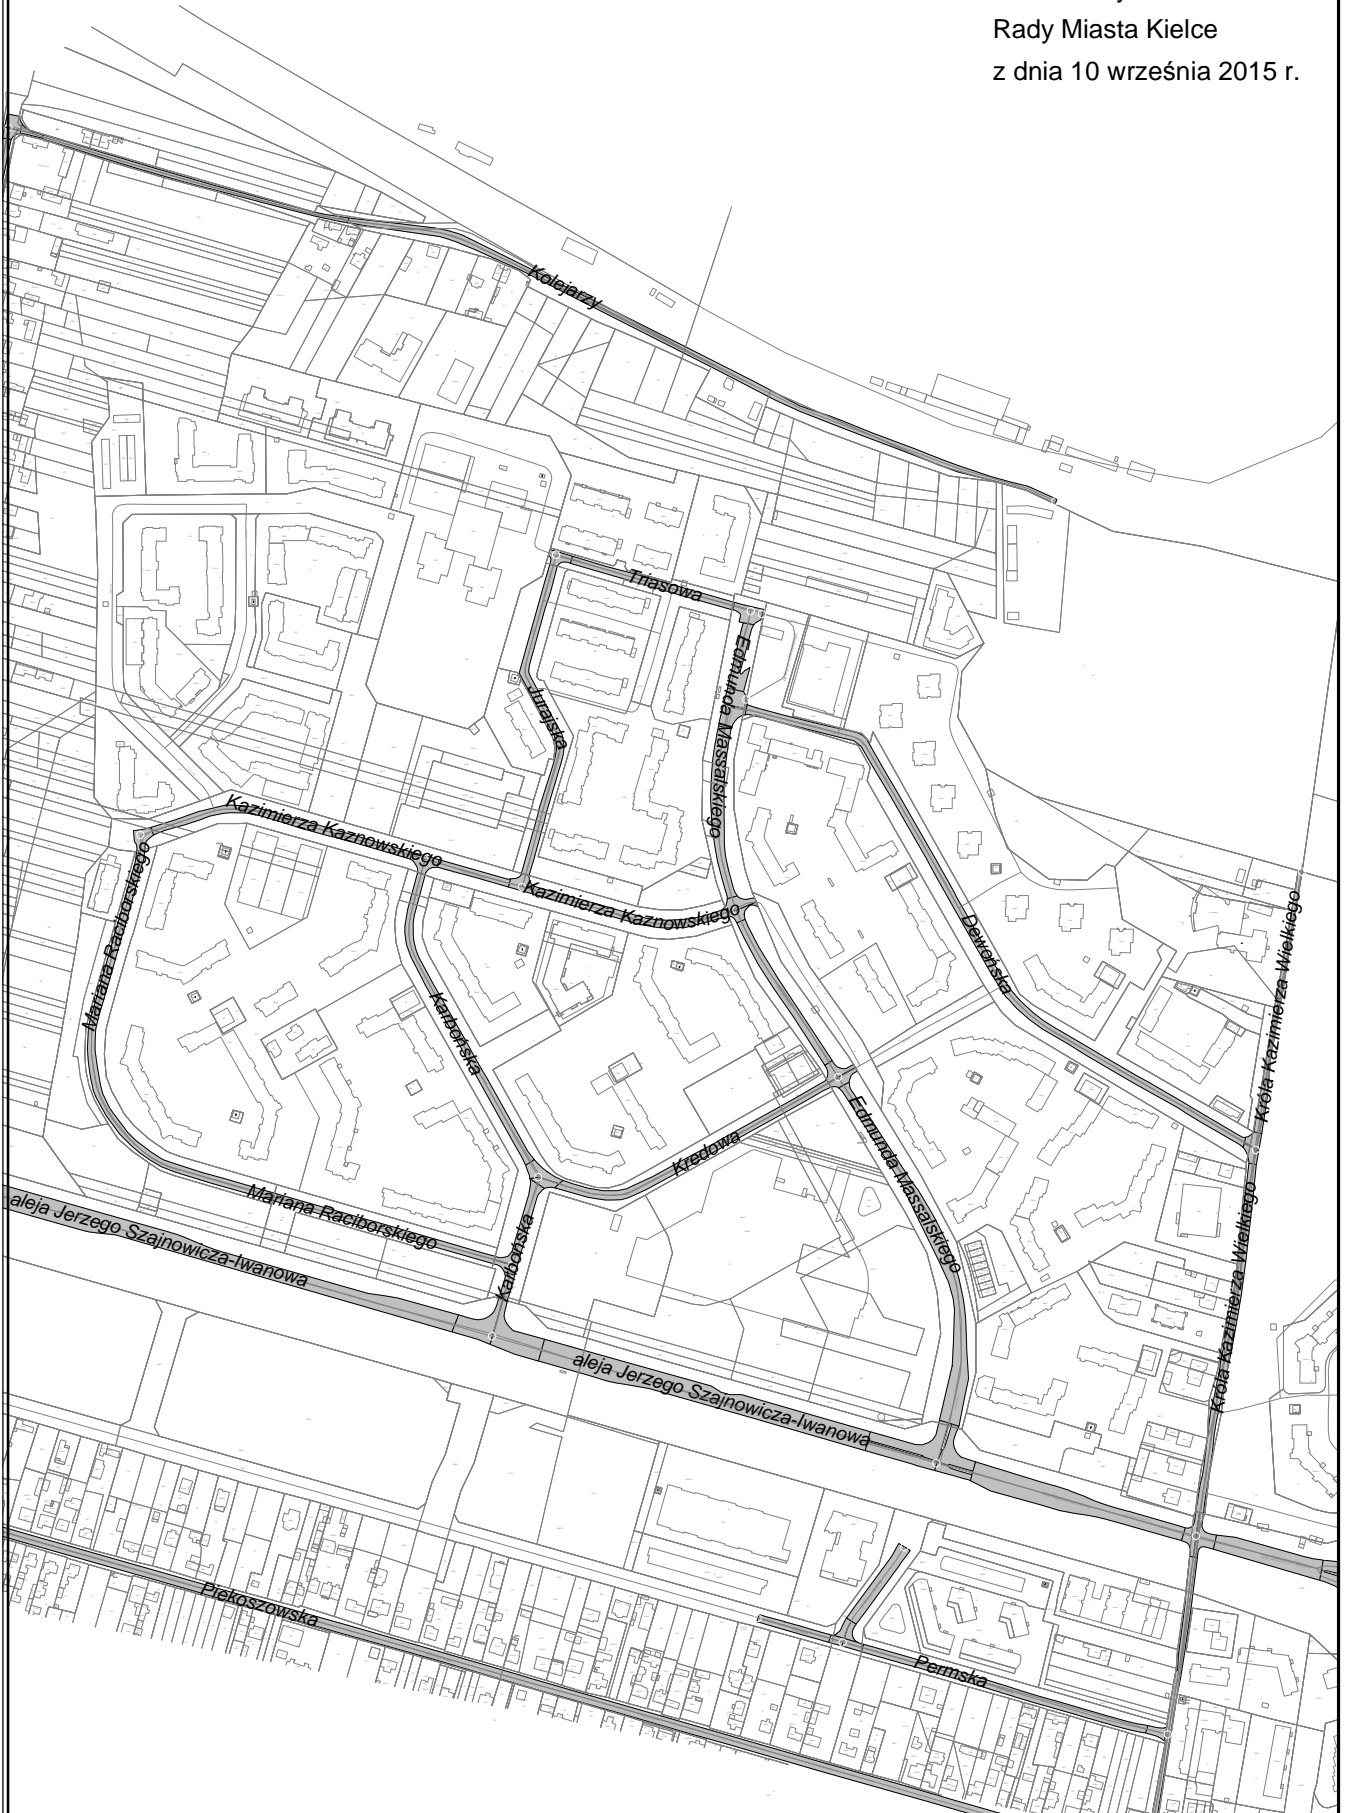 Rady Miasta Kielce
z dnia 10 września 2015 r.
Kolejarzy
Triasowa
Edmunda Massalskiego
Jurajska
Kazimierza Kaznowskiego
Kazimierza Kaznowskiego
Mariana Raciborskiego
Dewońska
Król​a Kazimierza Wielkiego
Karbońska
Kredowa
Edmunda Massalskiego
Mariana Raciborskiego
aleja Jerzego Szajnowicza-Iwanowa
Karbońska
Króla Kazimierza Wielkiego
aleja Jerzego Szajnowicza-Iwanowa
Piekoszowska
Permska